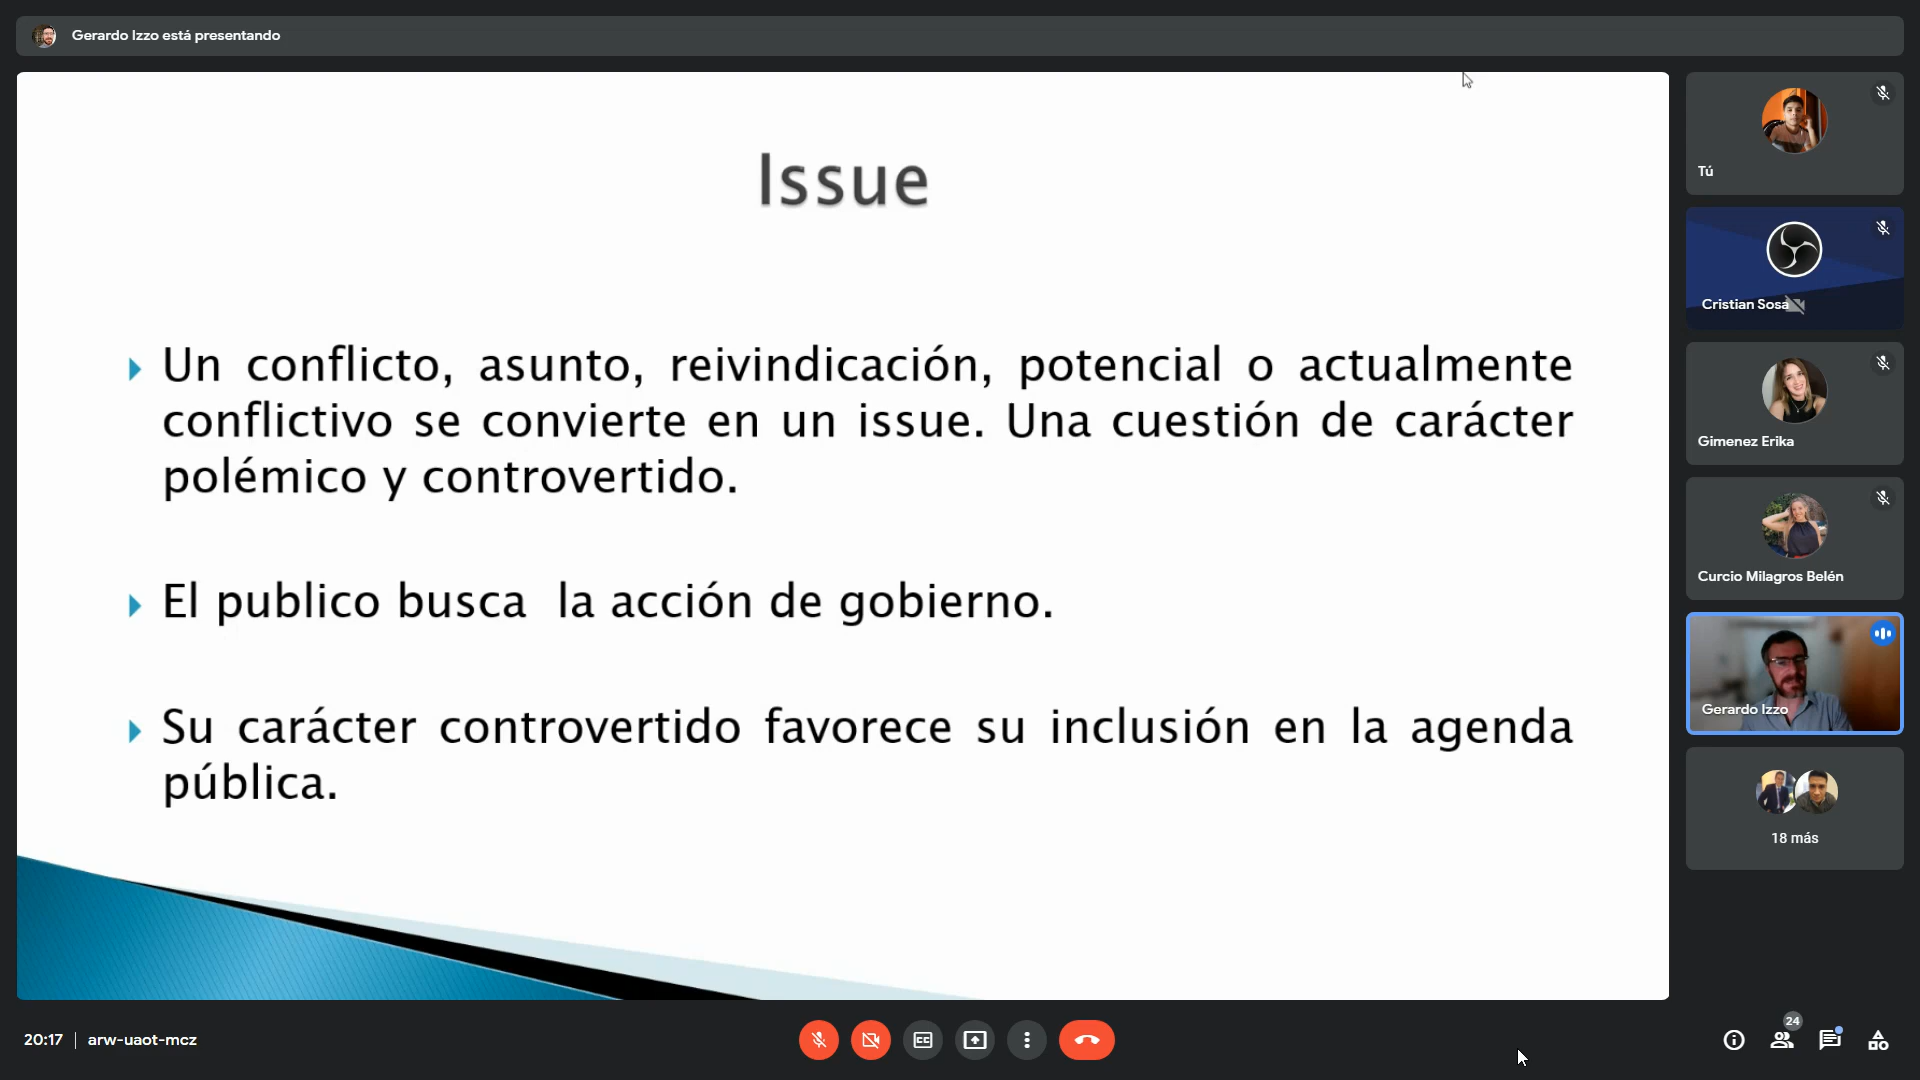 Gerardo Izzo está presentando
Issue
Un conflicto, asunto, reivindicación, potencial o actualmente
conflictivo se convierte en un issue. Una cuestión de carácter
polémico y controvertido.
El publico busca  la acción de gobierno.
Su carácter controvertido favorece su inclusión en la agenda
pública.
Tú
Cristian Sosa
Gimenez Erika
Curcio Milagros Belén
Gerardo Izzo
18 más
20:17 | arw-uaot-mcz
CC
24